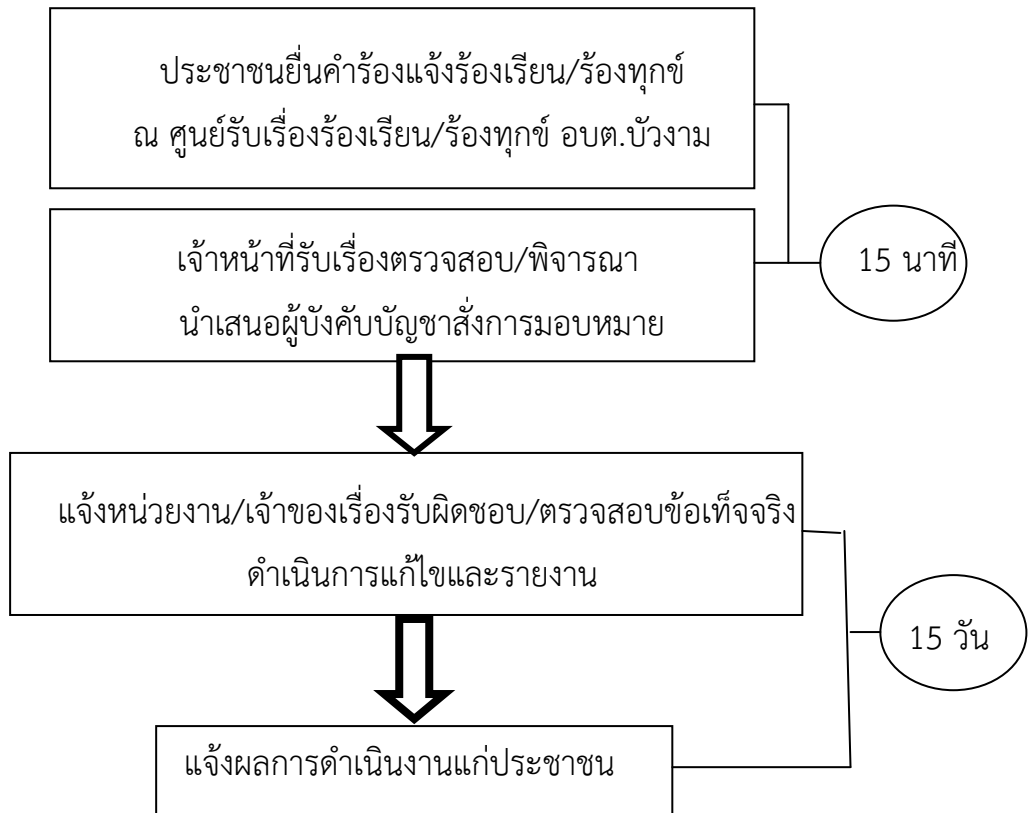 ประชาชนยื่นคำร้องแจ้งร้องเรียน/ร้องทุกข์
ณ ศูนย์รับเรื่องร้องเรียน/ร้องทุกข์ อบต.บัวงาม
เจ้าหน้าที่รับเรื่องตรวจสอบ/พิจารณา
นำเสนอผู้บังคับบัญชาสั่งการมอบหมาย
15 นาที
แจ้งหน่วยงาน/เจ้าของเรื่องรับผิดชอบ/ตรวจสอบข้อเท็จจริง
ดำเนินการแก้ไขและรายงาน
15 วัน
แจ้งผลการดำเนินงานแก่ประชาชน